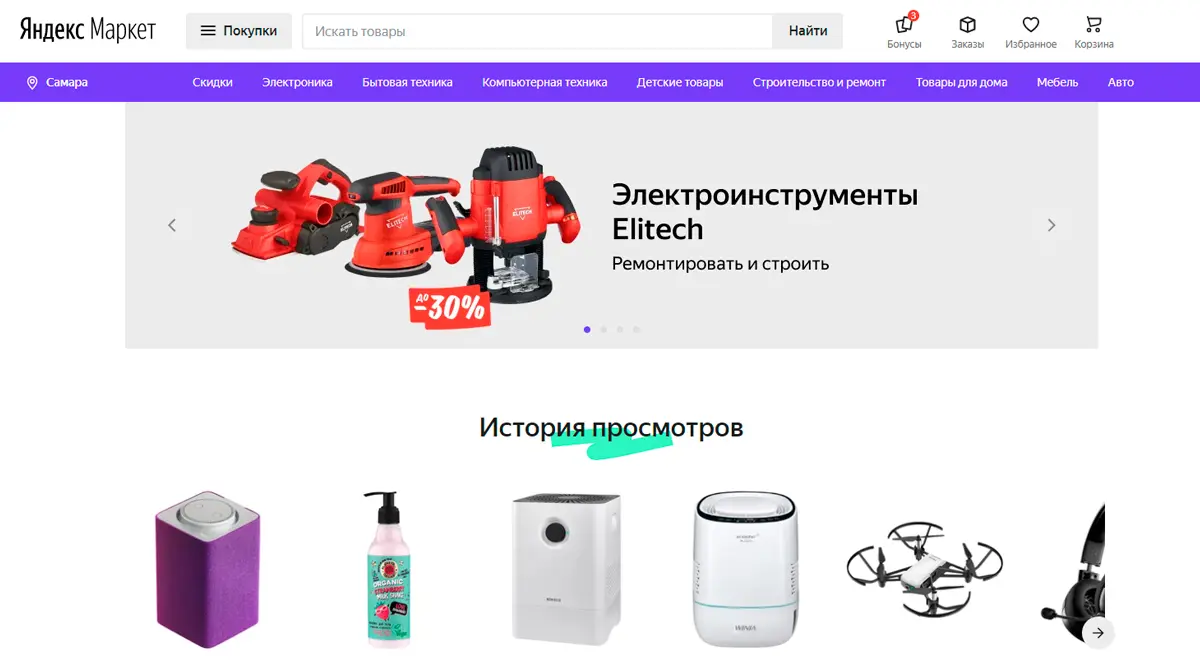 Яндекс Маркет
Покупки
Искать товары
Найти
3
Бонусы
Заказы
Избранное
Корзина
Самара
Скидки
Электроника
Бытовая техника
Компьютерная техника
Детские товары
Строительство и ремонт
Товары для дома
Мебель
Авто
Электроинструменты
Elitech
Ремонтировать и строить
ELITECH
ELITECH
до
-30%
История просмотров
ORGANIC
STRAWBERRY
MILKSHAKE
WINIA